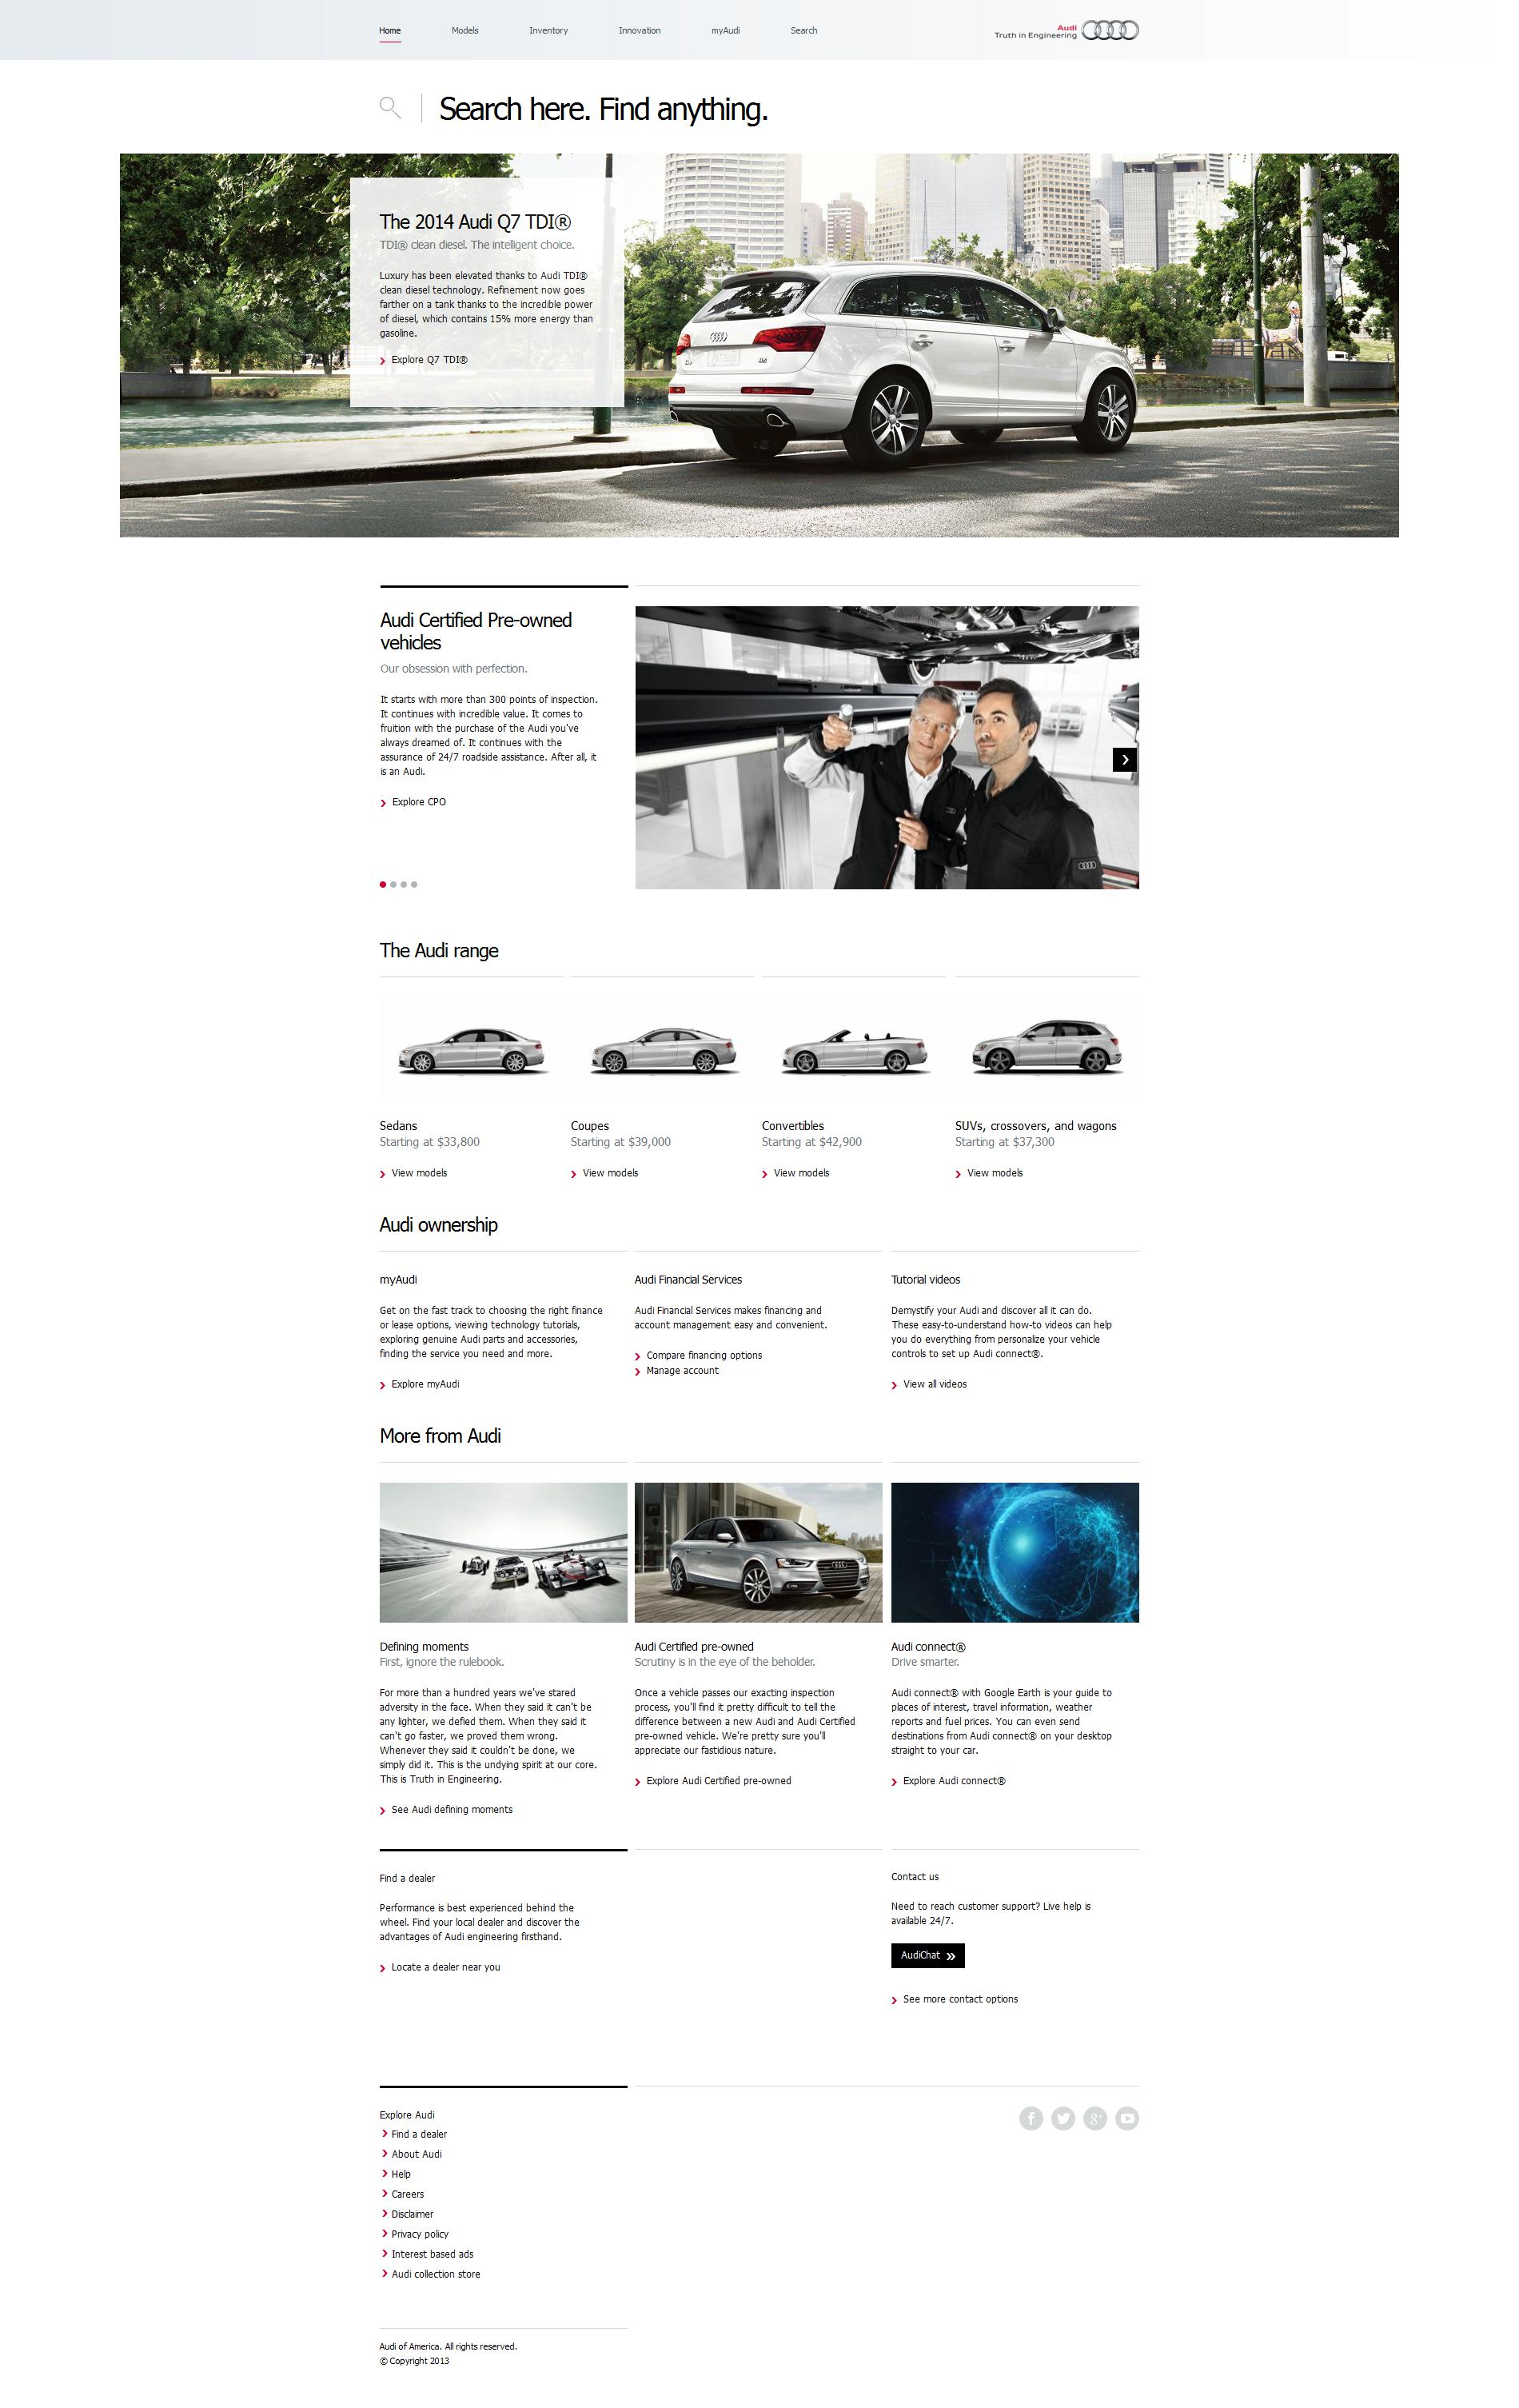 Home Models Inventory Innovation myAudi Search
Audi
Truth in Engineering
Search here. Find anything.
The 2014 Audi Q7 TDI®
TDI® clean diesel. The intelligent choice.
Luxury has been elevated thanks to Audi TDI®
clean diesel technology. Refinement now goes
farther on a tank thanks to the incredible power
of diesel, which contains 15% more energy than
gasoline.
Explore Q7 TDI®
Audi Certified Pre-owned
vehicles
Our obsession with perfection.
It starts with more than 300 points of inspection.
It continues with incredible value. It comes to
fruition with the purchase of the Audi you've
always dreamed of. It continues with the
assurance of 24/7 roadside assistance. After all, it
is an Audi.
Explore CPO
The Audi range
Sedans
Starting at $33,800
View models
Coupes
Starting at $39,000
View models
Convertibles
Starting at $42,900
View models
SUVs, crossovers, and wagons
Starting at $37,300
View models
Audi ownership
myAudi
Get on the fast track to choosing the right finance
or lease options, viewing technology tutorials,
exploring genuine Audi parts and accessories,
finding the service you need and more.
Explore myAudi
Audi Financial Services
Audi Financial Services makes financing and
account management easy and convenient.
Compare financing options
Manage account
Tutorial videos
Demystify your Audi and discover all it can do.
These easy-to-understand how-to videos can help
you do everything from personalize your vehicle
controls to set up Audi connect®.
View all videos
More from Audi
Defining moments
First, ignore the rulebook.
For more than a hundred years we've stared
adversity in the face. When they said it can't be
any lighter, we defied them. When they said it
can't go faster, we proved them wrong.
Whenever they said it couldn't be done, we
simply did it. This is the undying spirit at our core.
This is Truth in Engineering.
See Audi defining moments
Audi Certified pre-owned
Scrutiny is in the eye of the beholder.
Once a vehicle passes our exacting inspection
process, you'll find it pretty difficult to tell the
difference between a new Audi and Audi Certified
pre-owned vehicle. We're pretty sure you'll
appreciate our fastidious nature.
Explore Audi Certified pre-owned
Audi connect®
Drive smarter.
Audi connect® with Google Earth is your guide to
places of interest, travel information, weather
reports and fuel prices. You can even send
destinations from Audi connect® on your desktop
straight to your car.
Explore Audi connect®
Find a dealer
Performance is best experienced behind the
wheel. Find your local dealer and discover the
advantages of Audi engineering firsthand.
Locate a dealer near you
Contact us
Need to reach customer support? Live help is
available 24/7.
AudiChat
See more contact options
Explore Audi
Find a dealer
About Audi
Help
Careers
Disclaimer
Privacy policy
Interest based ads
Audi collection store
Audi of America. All rights reserved.
© Copyright 2013